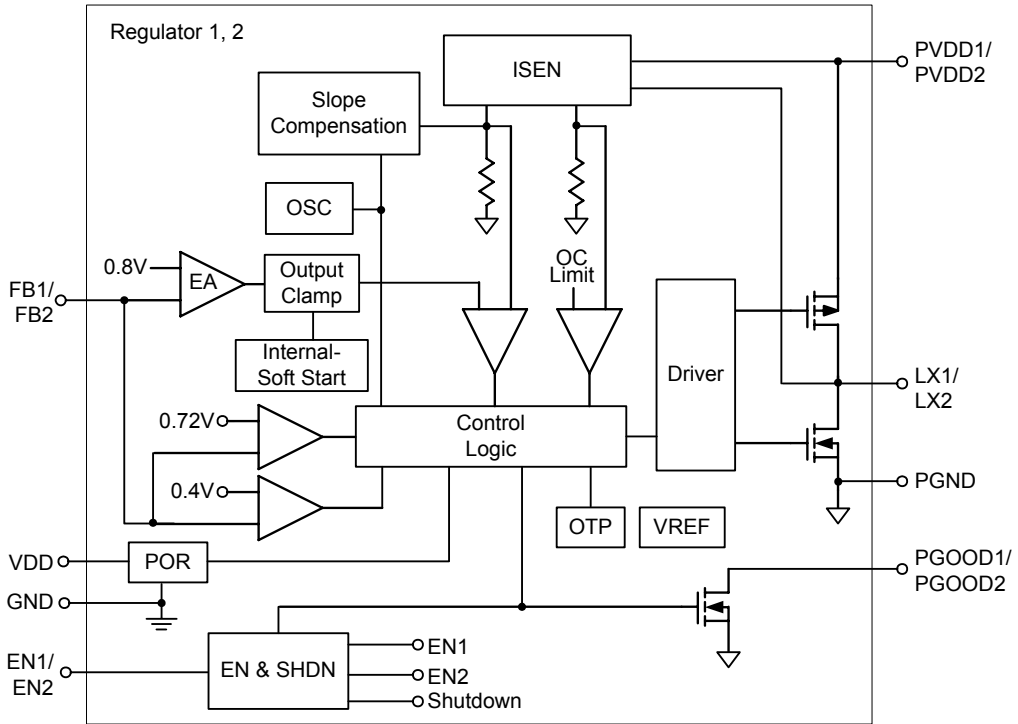 Regulator 1, 2
ISEN
PVDD1/
PVDD2
Slope
Compensation
OSC
OC
Limit
0.8V
EA
Output
Clamp
FB1/
FB2
Internal-
Soft Start
Driver
LX1/
LX2
0.72V
Control
Logic
0.4V
PGND
OTP
VREF
VDD
POR
PGOOD1/
PGOOD2
GND
EN1/
EN2
EN & SHDN
EN1
EN2
Shutdown